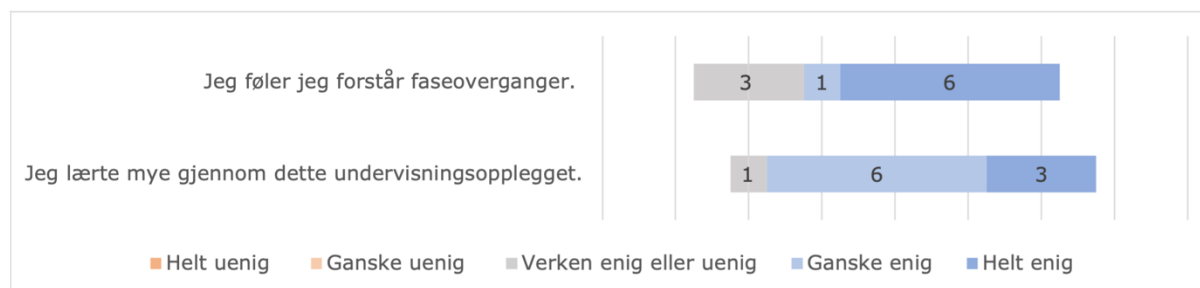 Jeg føler jeg forstår faseoverganger.
3 1 6
Jeg lærte mye gjennom dette undervisningsopplegget.
1 6 3
Helt uenig Ganske uenig Verken enig eller uenig Ganske enig Helt enig